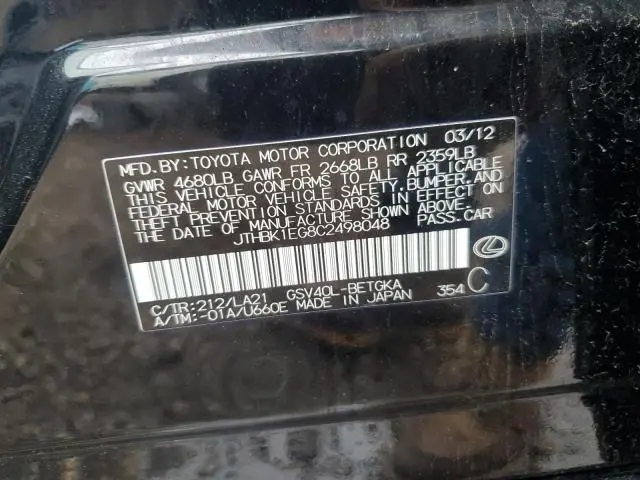 MFD. BY: TOYOTA MOTOR CORPORATION 03/12
GVWR 4680LB GAWR FR 2668LB RR 2359LB
THIS VEHICLE CONFORMS TO ALL APPLICABLE
FEDERAL MOTOR VEHICLE SAFETY, BUMPER, AND
THEFT PREVENTION STANDARDS IN EFFECT ON
THE DATE OF MANUFACTURE SHOWN ABOVE.
JTHBK1EG8C2498048 PASS. CAR
C/TR: 212/LA21 GSV40L-BETGKA
A/TM: -01A/U660E MADE IN JAPAN 354 C